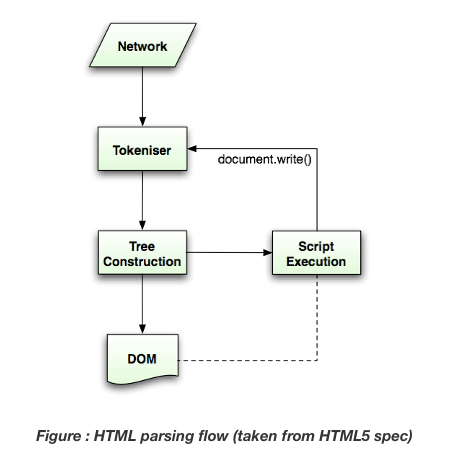 Network
Tokeniser
document.write()
Tree
Construction
Script
Execution
DOM
Figure : HTML parsing flow (taken from HTML5 spec)